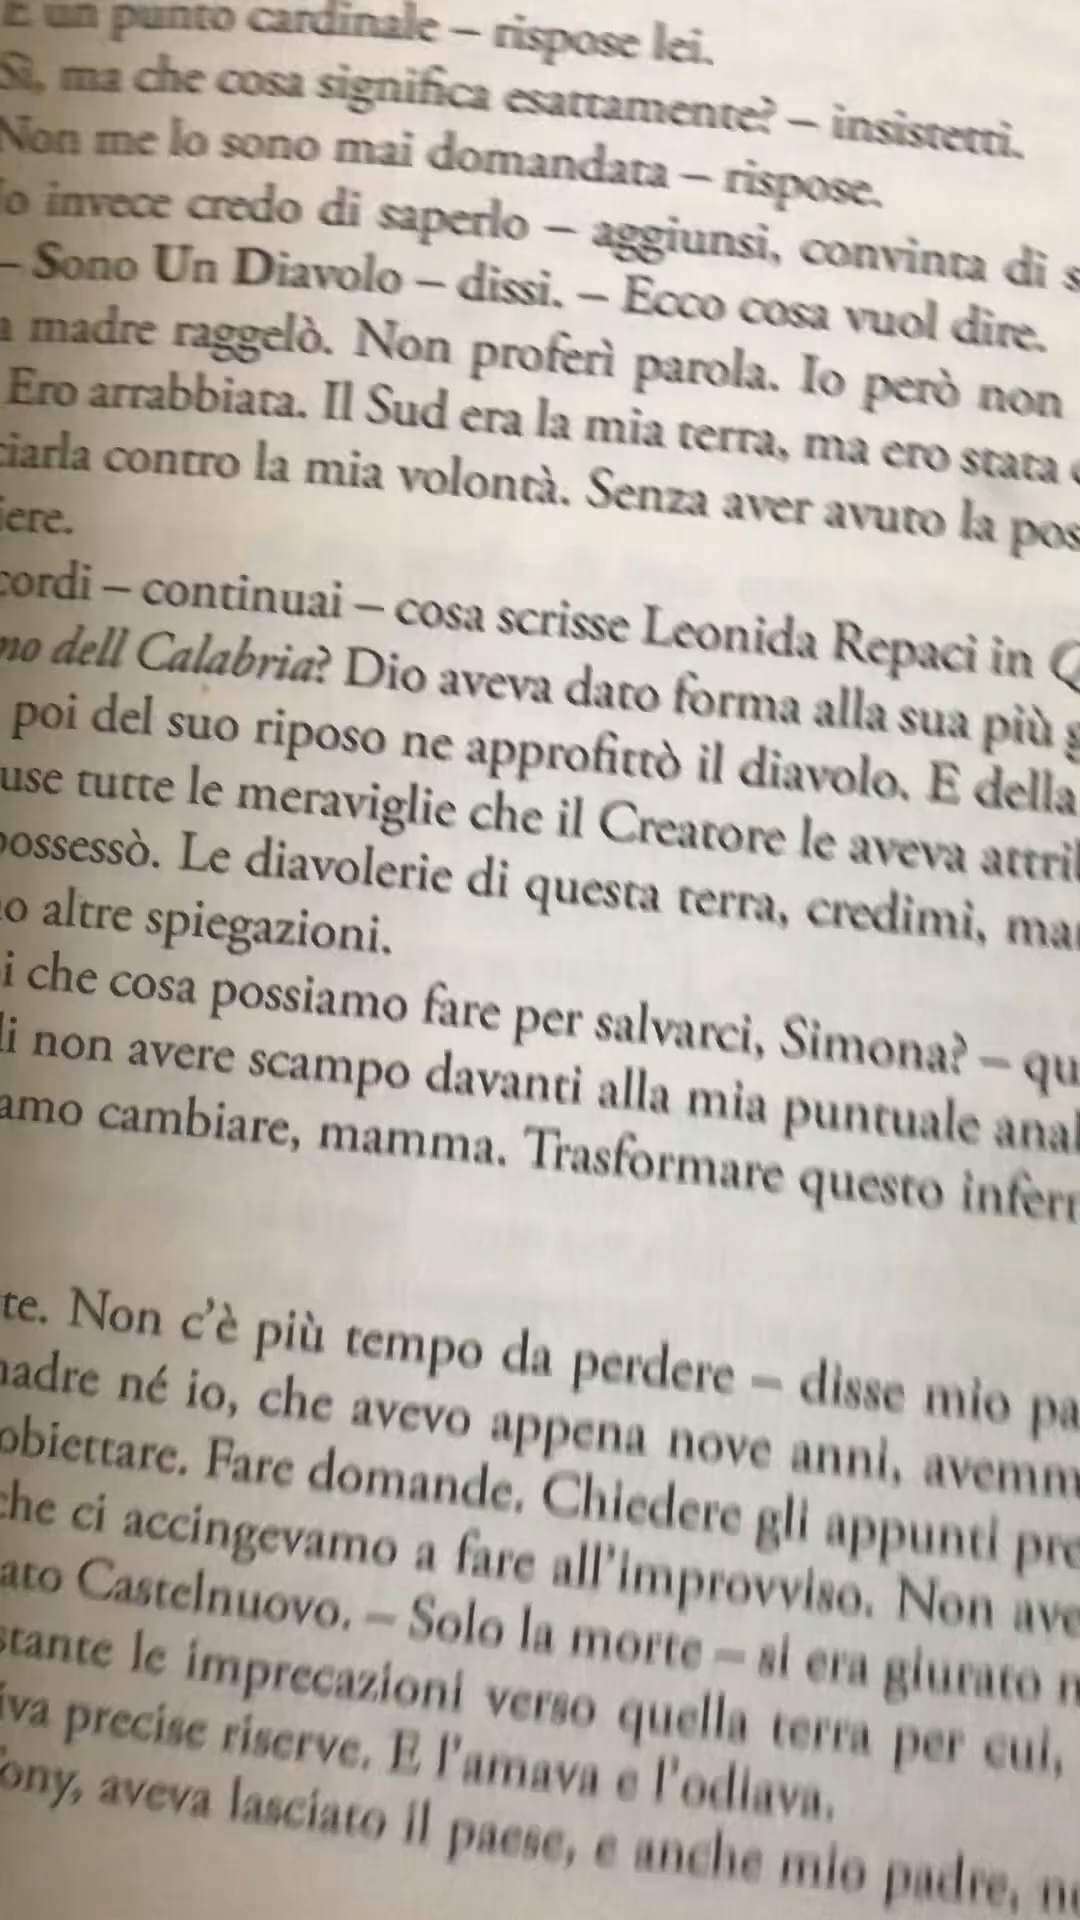 È un punto cardinale – rispose lei.
Sì, ma che cosa significa esattamente? – insistetti.
Non me lo sono mai domandata – rispose.
Io invece credo di saperlo – aggiunsi, convinta di s
– Sono Un Diavolo – dissi. – Ecco cosa vuol dire.
a madre raggelò. Non proferì parola. Io però non
Ero arrabbiata. Il Sud era la mia terra, ma ero stata c
ciarla contro la mia volontà. Senza aver avuto la pos
iere.
cordi – continuai – cosa scrisse Leonida Repaci in Q
no dell Calabria? Dio aveva dato forma alla sua più g
poi del suo riposo ne approfittò il diavolo. E della
use tutte le meraviglie che il Creatore le aveva attri
possessò. Le diavolerie di questa terra, credimi, ma
o altre spiegazioni.
i che cosa possiamo fare per salvarci, Simona? – qu
li non avere scampo davanti alla mia puntuale anal
amo cambiare, mamma. Trasformare questo infer
te. Non c'è più tempo da perdere – disse mio pa
nadre né io, che avevo appena nove anni, avemm
obiettare. Fare domande. Chiedere gli appunti pre
che ci accingevamo a fare all'improvviso. Non ave
ato Castelnuovo. – Solo la morte – si era giurato n
stante le imprecazioni verso quella terra per cui,
iva precise riserve. E l'amava e l'odiava.
ony, aveva lasciato il paese, e anche mio padre, n